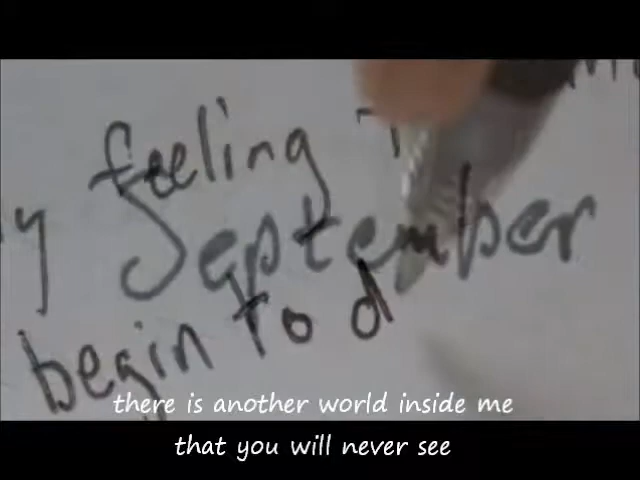 y feeling i
September
begin to d
there is another world inside me
that you will never see